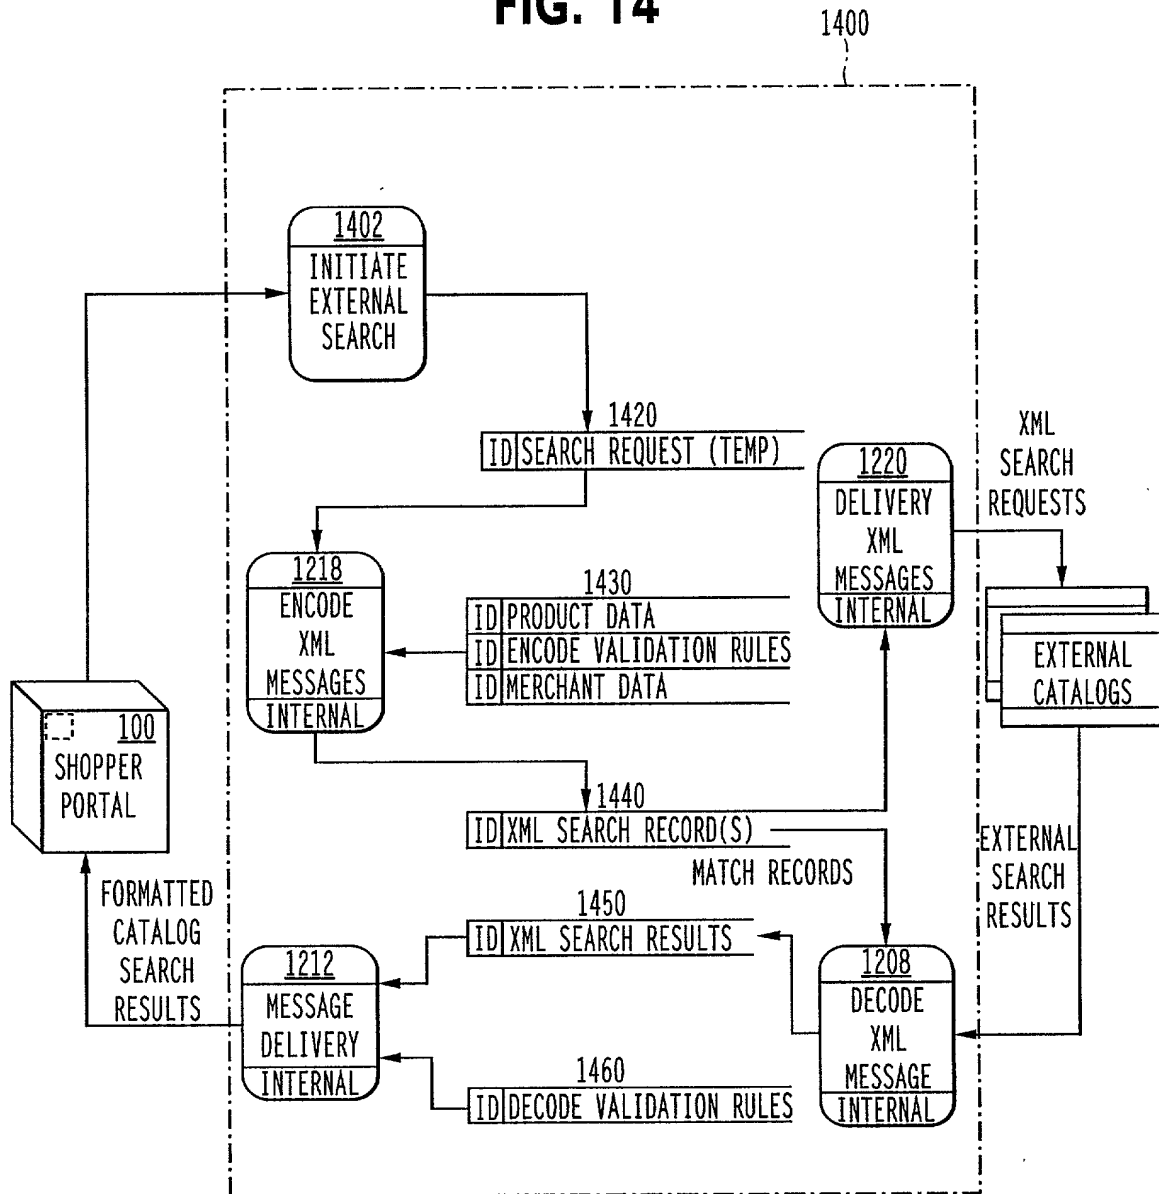 FIG. 14
1400
1402
INITIATE
EXTERNAL
SEARCH
1420
ID SEARCH REQUEST (TEMP)
1220
DELIVERY
XML
MESSAGES
INTERNAL
XML
SEARCH
REQUESTS
1218
ENCODE
XML
MESSAGES
INTERNAL
1430
ID PRODUCT DATA
ID ENCODE VALIDATION RULES
ID MERCHANT DATA
EXTERNAL
CATALOGS
100
SHOPPER
PORTAL
1440
ID XML SEARCH RECORD(S)
MATCH RECORDS
EXTERNAL
SEARCH
RESULTS
FORMATTED
CATALOG
SEARCH
RESULTS
1450
ID XML SEARCH RESULTS
1212
MESSAGE
DELIVERY
INTERNAL
1208
DECODE
XML
MESSAGE
INTERNAL
1460
ID DECODE VALIDATION RULES